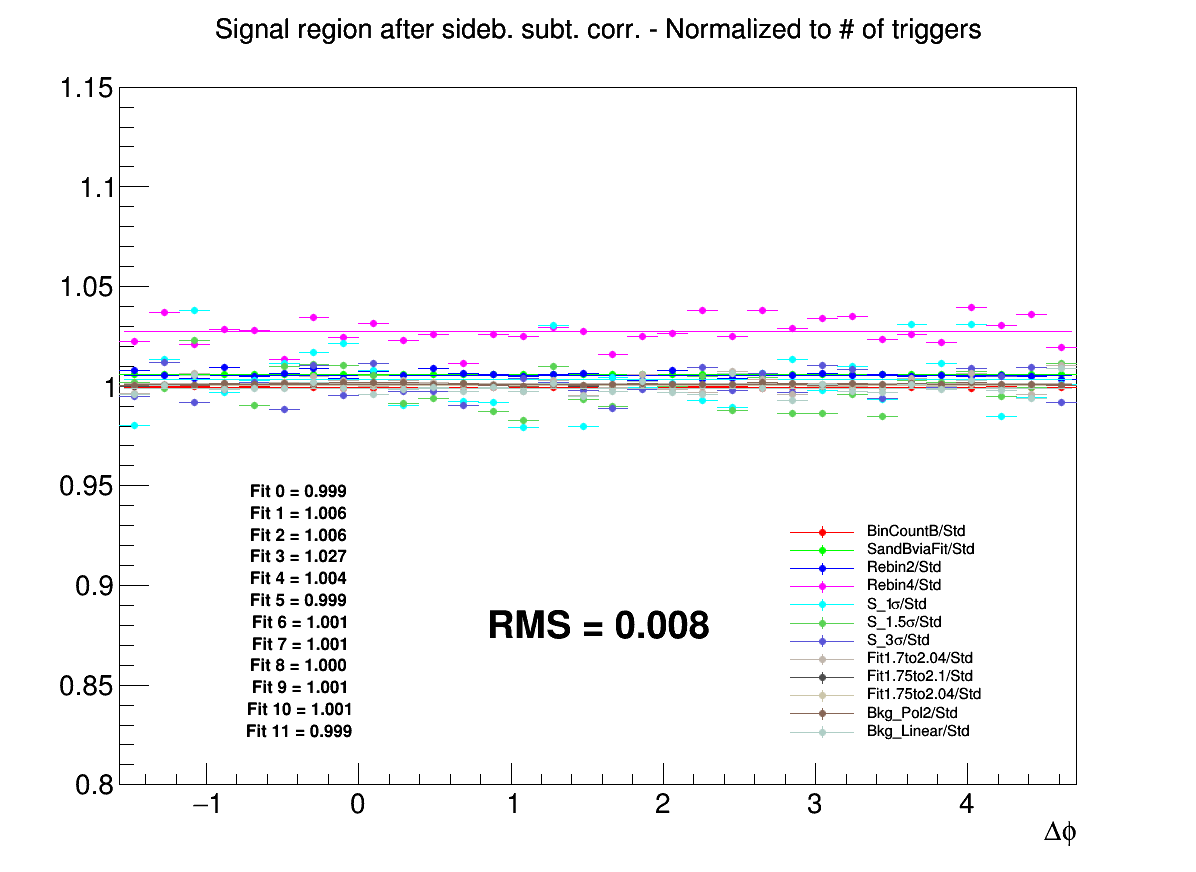 Signal region after sideb. subt. corr. - Normalized to # of triggers
1.15
1.1
1.05
1
0.95
0.9
0.85
0.8
Fit 0 = 0.999
Fit 1 = 1.006
Fit 2 = 1.006
Fit 3 = 1.027
Fit 4 = 1.004
Fit 5 = 0.999
Fit 6 = 1.001
Fit 7 = 1.001
Fit 8 = 1.000
Fit 9 = 1.001
Fit 10 = 1.001
Fit 11 = 0.999
RMS = 0.008
BinCountB/Std
SandBviaFit/Std
Rebin2/Std
Rebin4/Std
S_1σ/Std
S_1.5σ/Std
S_3σ/Std
Fit1.7to2.04/Std
Fit1.75to2.1/Std
Fit1.75to2.04/Std
Bkg_Pol2/Std
Bkg_Linear/Std
−1 0 1 2 3 4
Δϕ